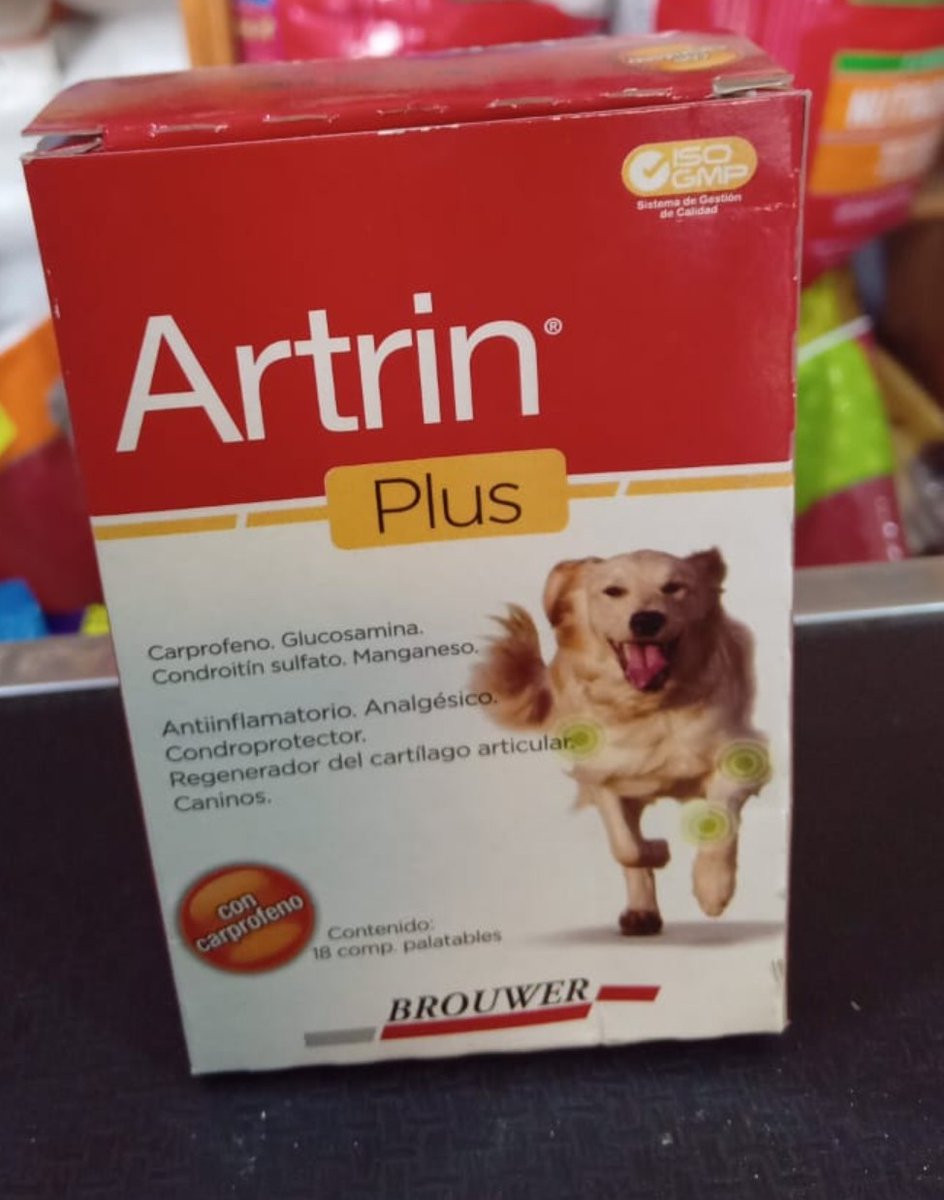 ISO
GMP
Sistema de Gestión
de Calidad
Artrin®
Plus
Carprofeno. Glucosamina.
Condroitín sulfato. Manganeso.
Antiinflamatorio. Analgésico.
Condroprotector.
Regenerador del cartílago articular.
Caninos.
con
carprofeno
Contenido:
18 comp. palatables
BROUWER